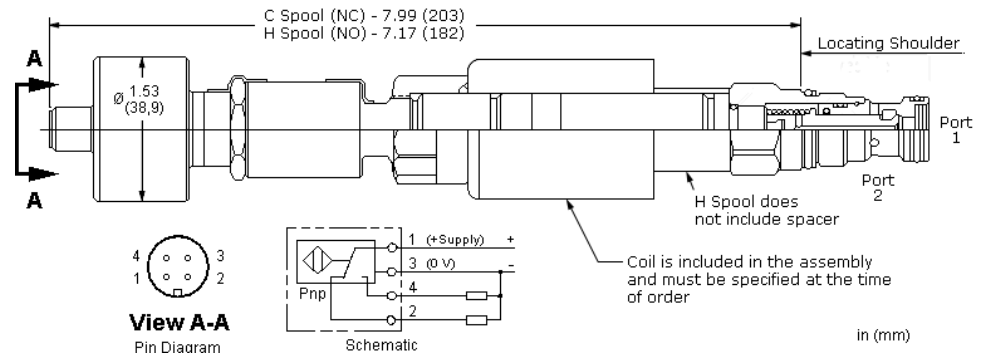 C Spool (NC) - 7.99 (203)
H Spool (NO) - 7.17 (182)
Locating Shoulder
A
Ø 1.53
(38,9)
A
Port
1
Port
2
H Spool does
not include spacer
Coil is included in the assembly
and must be specified at the time
of order
4 3
1 2
View A-A
Pin Diagram
Pnp
1 (+Supply) +
3 (0 V) -
4
2
Schematic
in (mm)